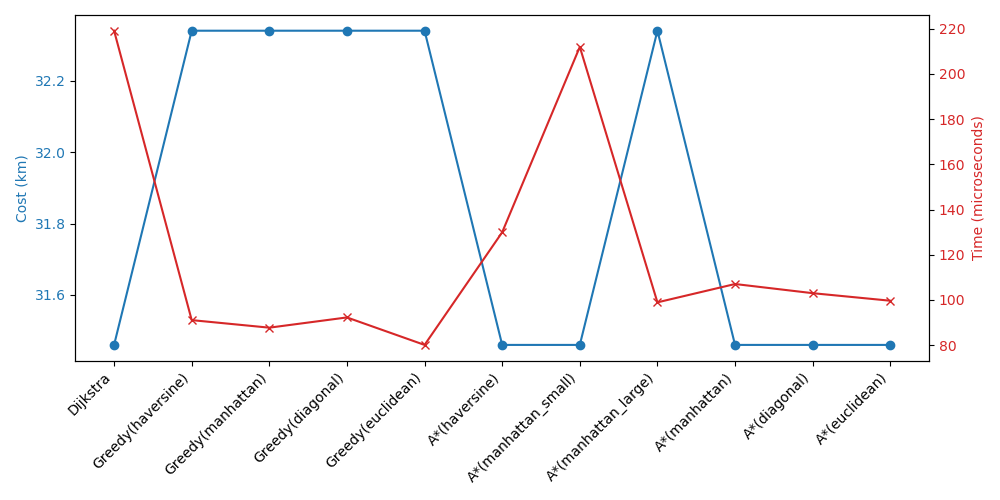 Cost (km)
32.2
32.0
31.8
31.6
220
200
180
160
140
120
100
80
Time (microseconds)
Dijkstra
Greedy(haversine)
Greedy(manhattan)
Greedy(diagonal)
Greedy(euclidean)
A*(haversine)
A*(manhattan_small)
A*(manhattan_large)
A*(manhattan)
A*(diagonal)
A*(euclidean)